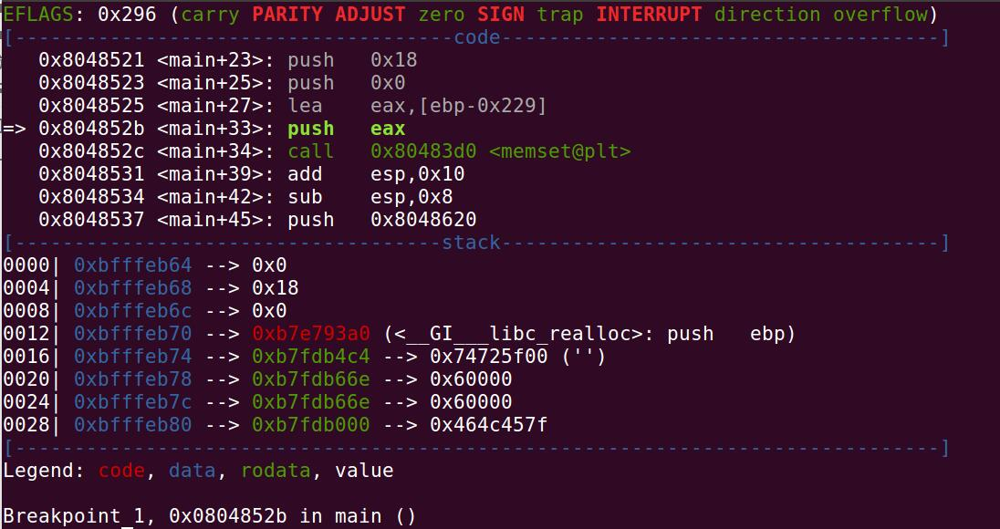 EFLAGS: 0x296 (carry PARITY ADJUST zero SIGN trap INTERRUPT direction overflow)
[-------------------------------------code-------------------------------------]
   0x8048521 <main+23>: push   0x18
   0x8048523 <main+25>: push   0x0
   0x8048525 <main+27>: lea    eax,[ebp-0x229]
=> 0x804852b <main+33>: push   eax
   0x804852c <main+34>: call   0x80483d0 <memset@plt>
   0x8048531 <main+39>: add    esp,0x10
   0x8048534 <main+42>: sub    esp,0x8
   0x8048537 <main+45>: push   0x8048620
[------------------------------------stack-------------------------------------]
0000| 0xbfffeb64 --> 0x0
0004| 0xbfffeb68 --> 0x18
0008| 0xbfffeb6c --> 0x0
0012| 0xbfffeb70 --> 0xb7e793a0 (<__GI___libc_realloc>: push   ebp)
0016| 0xbfffeb74 --> 0xb7fdb4c4 --> 0x74725f00 ('')
0020| 0xbfffeb78 --> 0xb7fdb66e --> 0x60000
0024| 0xbfffeb7c --> 0xb7fdb66e --> 0x60000
0028| 0xbfffeb80 --> 0xb7fdb000 --> 0x464c457f
[------------------------------------------------------------------------------]
Legend: code, data, rodata, value
Breakpoint 1, 0x0804852b in main ()